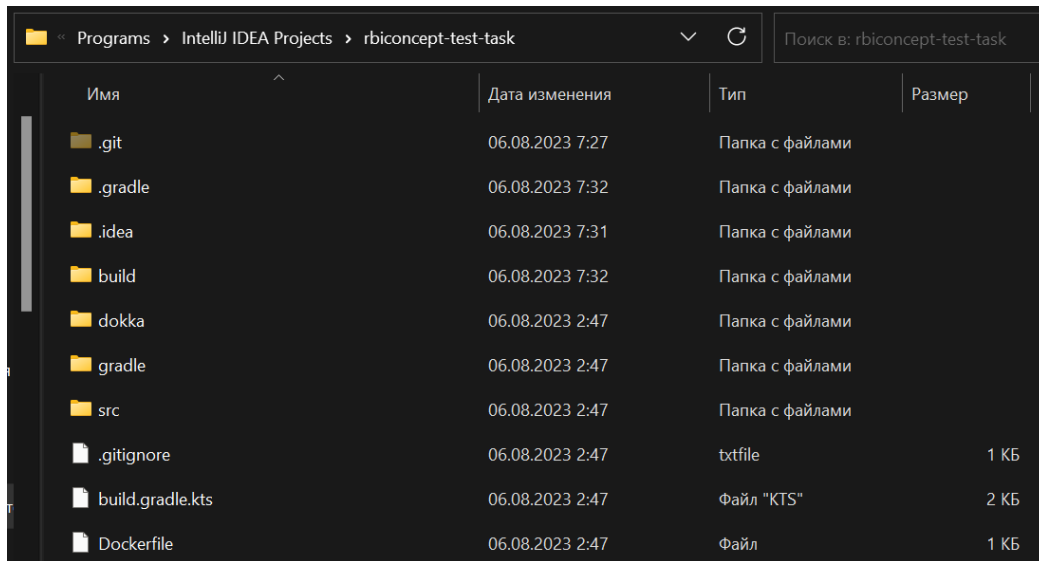 « Programs > IntelliJ IDEA Projects > rbiconcept-test-task Поиск в: rbiconcept-test-task
Имя Дата изменения Тип Размер
.git 06.08.2023 7:27 Папка с файлами
.gradle 06.08.2023 7:32 Папка с файлами
.idea 06.08.2023 7:31 Папка с файлами
build 06.08.2023 7:32 Папка с файлами
dokka 06.08.2023 2:47 Папка с файлами
gradle 06.08.2023 2:47 Папка с файлами
src 06.08.2023 2:47 Папка с файлами
.gitignore 06.08.2023 2:47 txtfile 1 КБ
build.gradle.kts 06.08.2023 2:47 Файл "KTS" 2 КБ
Dockerfile 06.08.2023 2:47 Файл 1 КБ